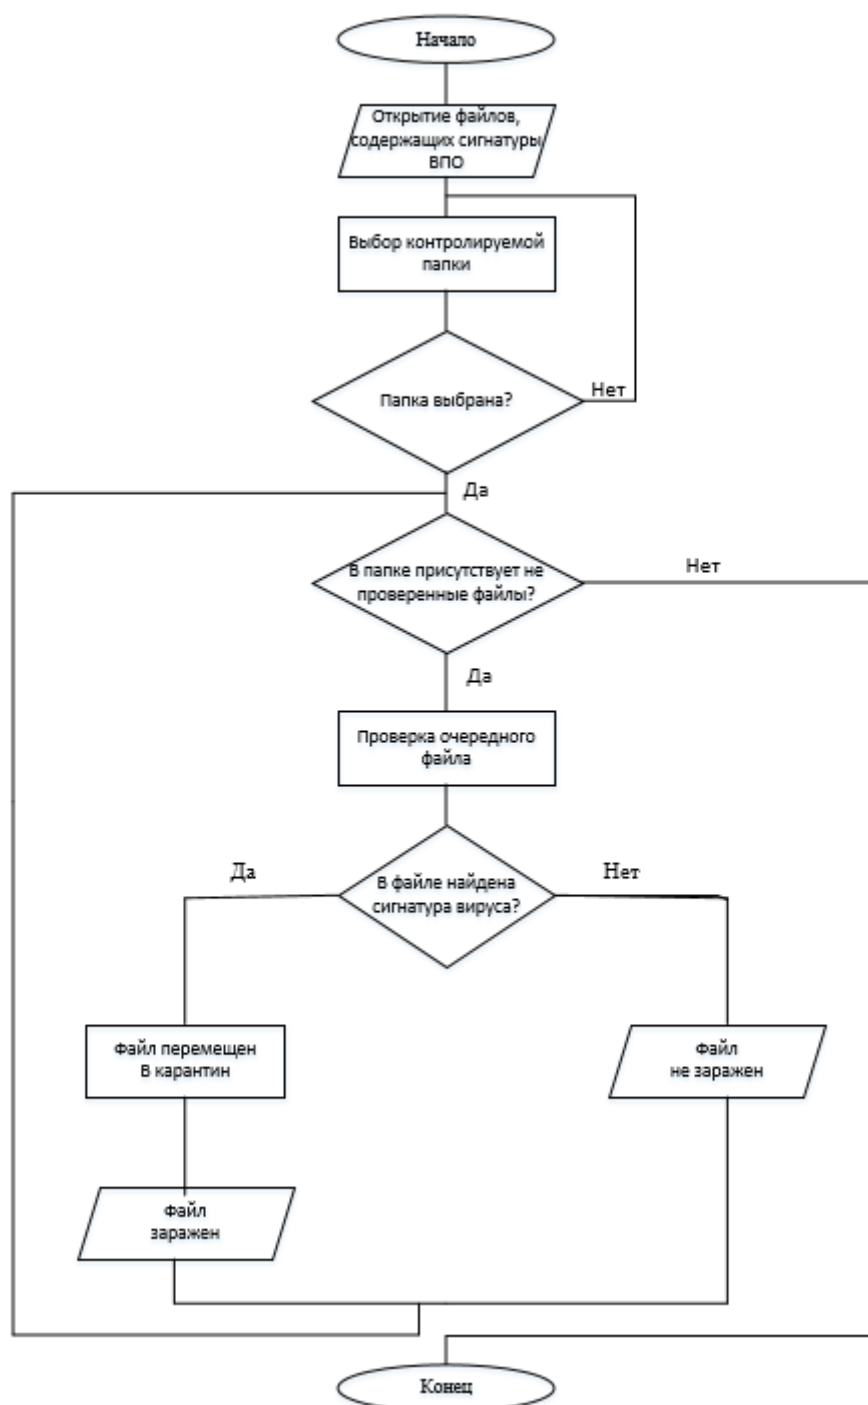 Начало
Открытие файлов,
содержащих сигнатуры
ВПО
Выбор контролируемой
папки
Папка выбрана?
Нет
Да
В папке присутствует не
проверенные файлы?
Нет
Да
Проверка очередного
файла
В файле найдена
сигнатура вируса?
Да
Нет
Файл перемещен
В карантин
Файл
не заражен
Файл
заражен
Конец